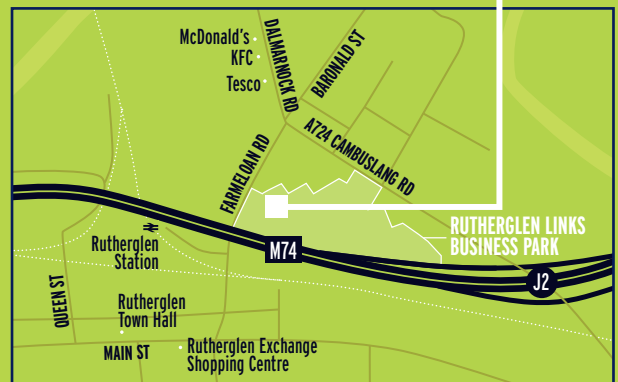 McDonald's
KFC
Tesco
DALMARNOCK RD
BARONALD ST
A724 CAMBUSLANG RD
FARMELOAN RD
RUTHERGLEN LINKS
BUSINESS PARK
Rutherglen
Station
M74
J2
QUEEN ST
Rutherglen
Town Hall
MAIN ST
Rutherglen Exchange
Shopping Centre